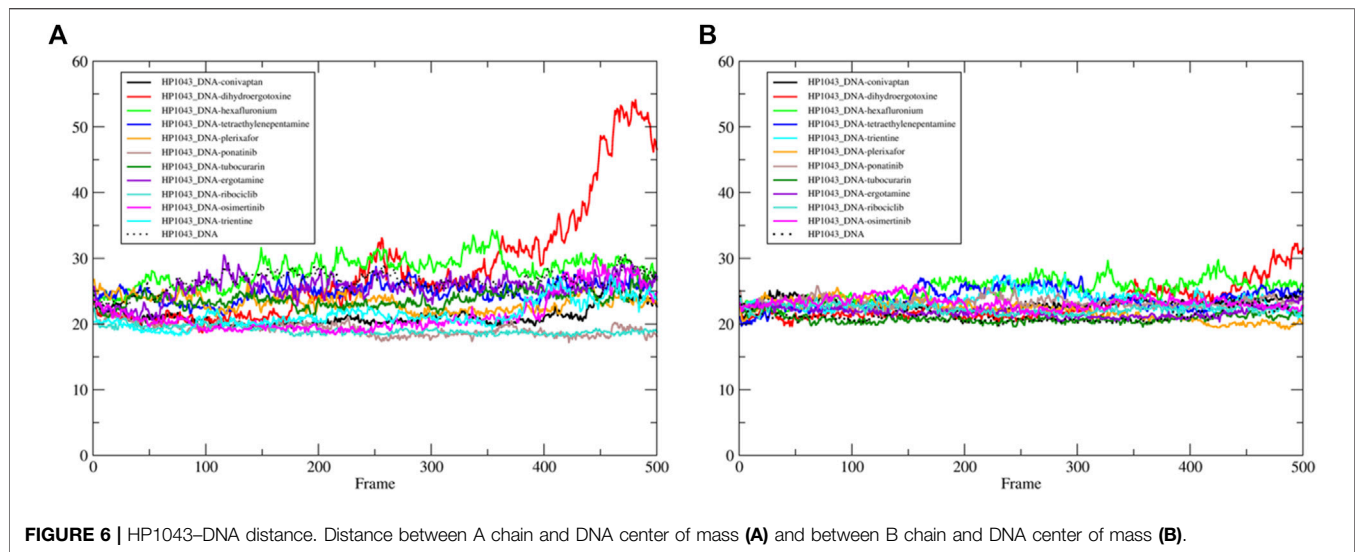 A
60
50
40
30
20
10
0
HP1043_DNA-conivaptan
HP1043_DNA-dihydroergotoxine
HP1043_DNA-hexafluronium
HP1043_DNA-tetraethylenepentamine
HP1043_DNA-plerixafor
HP1043_DNA-ponatinib
HP1043_DNA-tubocurarin
HP1043_DNA-ergotamine
HP1043_DNA-ribociclib
HP1043_DNA-osimertinib
HP1043_DNA-trientine
HP1043_DNA
0 100 200 300 400 500
Frame
B
60
50
40
30
20
10
0
HP1043_DNA-conivaptan
HP1043_DNA-dihydroergotoxine
HP1043_DNA-hexafluronium
HP1043_DNA-tetraethylenepentamine
HP1043_DNA-trientine
HP1043_DNA-plerixafor
HP1043_DNA-ponatinib
HP1043_DNA-tubocurarin
HP1043_DNA-ergotamine
HP1043_DNA-ribociclib
HP1043_DNA-osimertinib
HP1043_DNA
0 100 200 300 400 500
Frame
FIGURE 6 | HP1043–DNA distance. Distance between A chain and DNA center of mass (A) and between B chain and DNA center of mass (B).